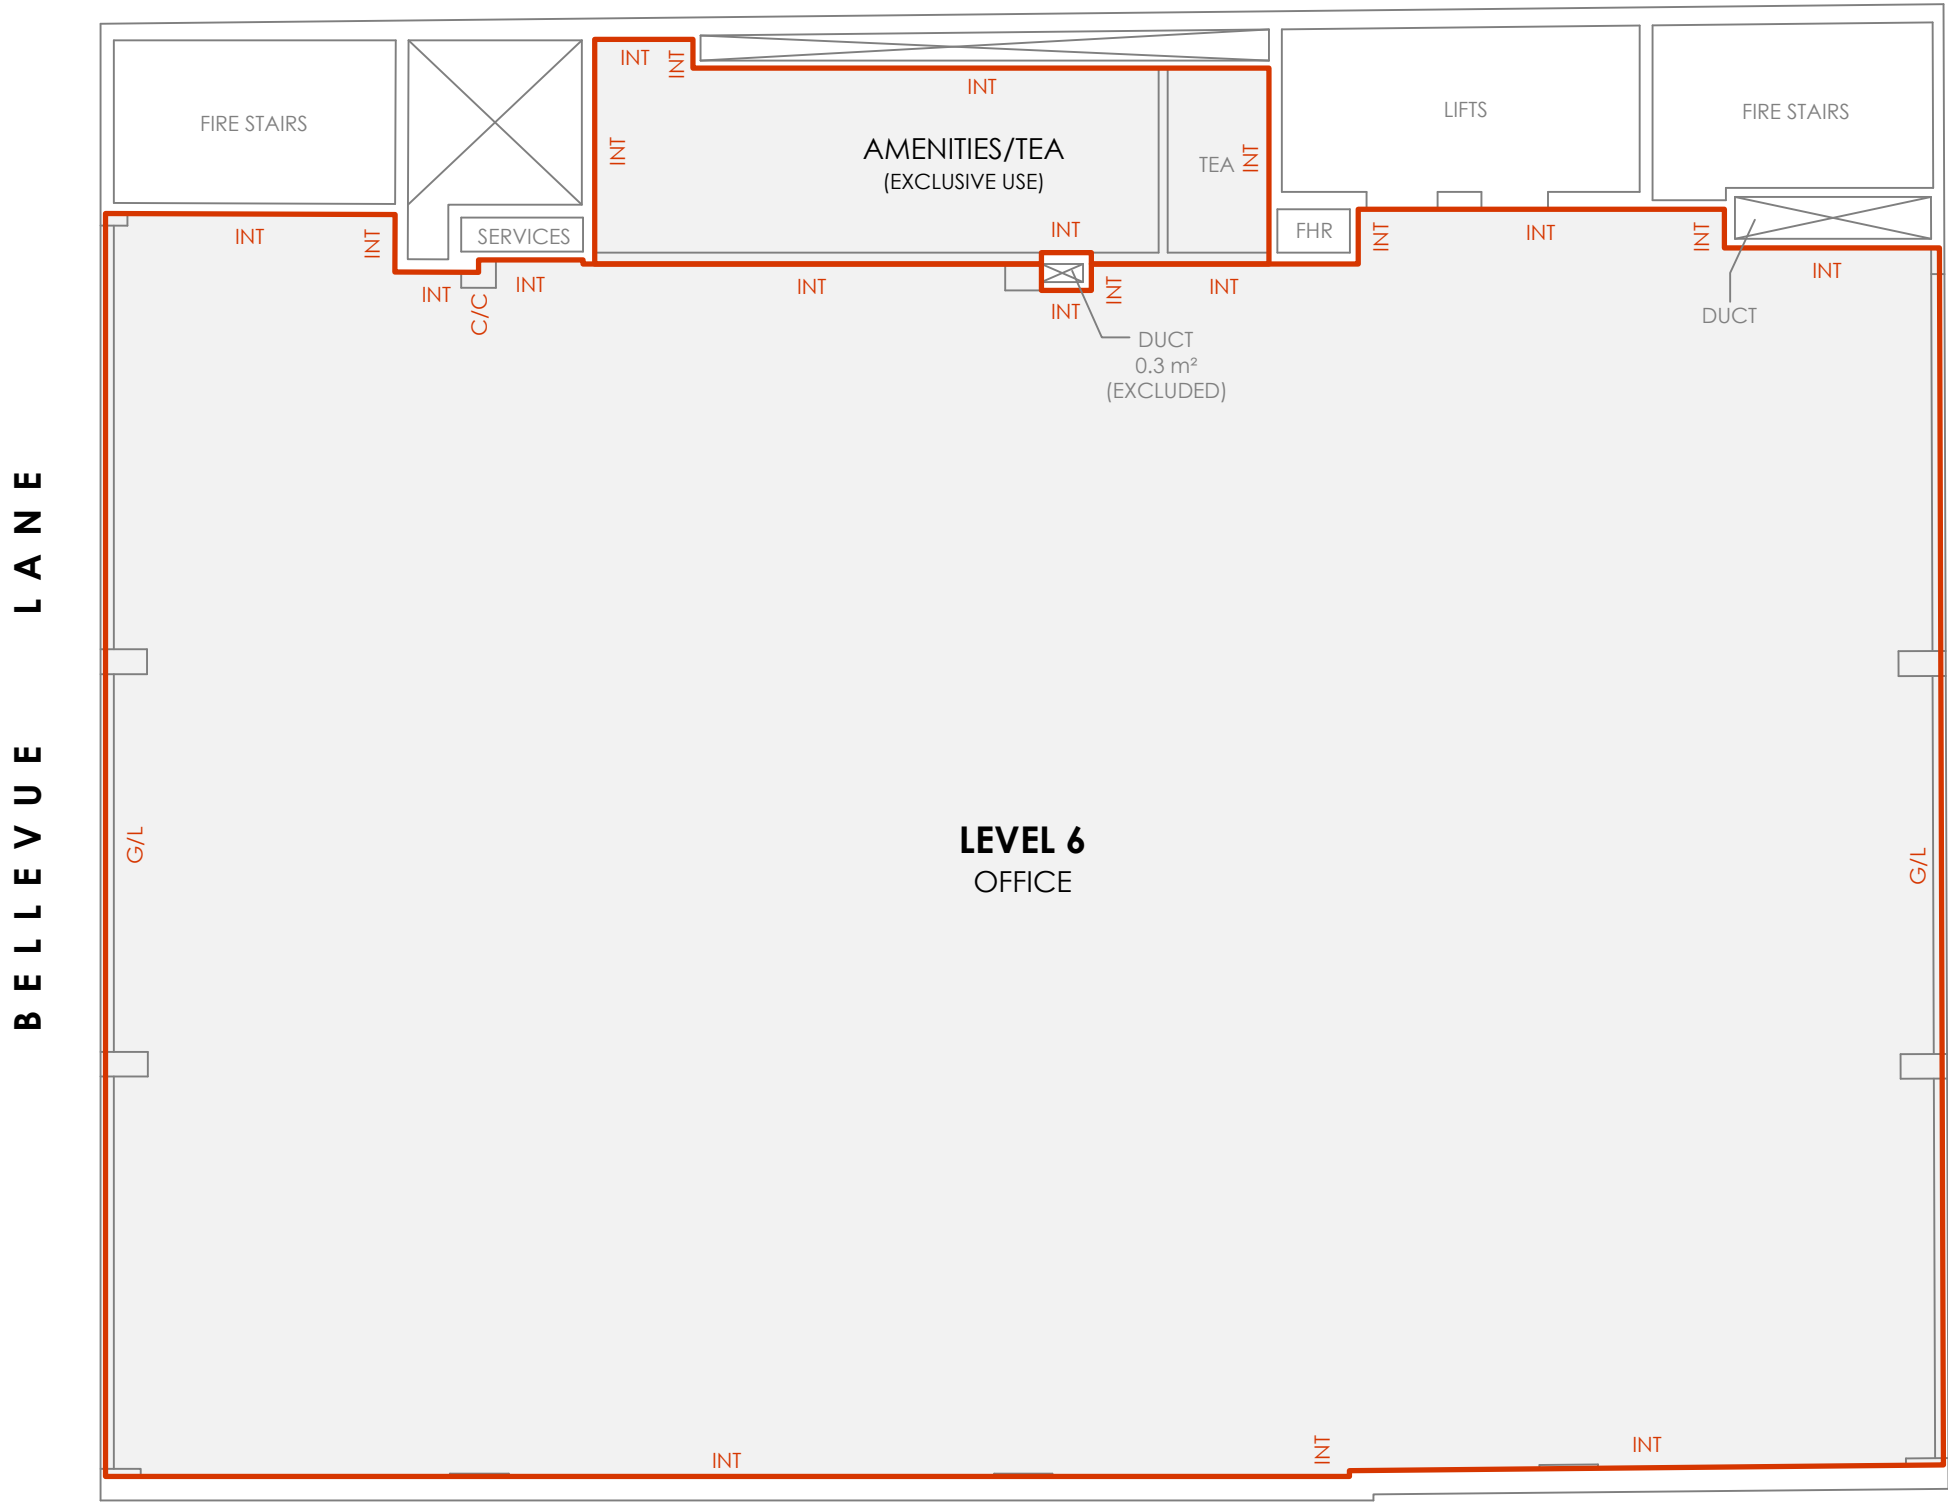 INT
INT
INT
LIFTS
FIRE STAIRS
FIRE STAIRS
AMENITIES/TEA
(EXCLUSIVE USE)
INT
TEA
INT
INT
INT
SERVICES
INT
FHR
INT
INT
INT
INT
INT
INT
C/C
INT
INT
INT
INT
INT
DUCT
DUCT
0.3 m²
(EXCLUDED)
BELLEVUE LANE
G/L
LEVEL 6
OFFICE
G/L
INT
INT
INT